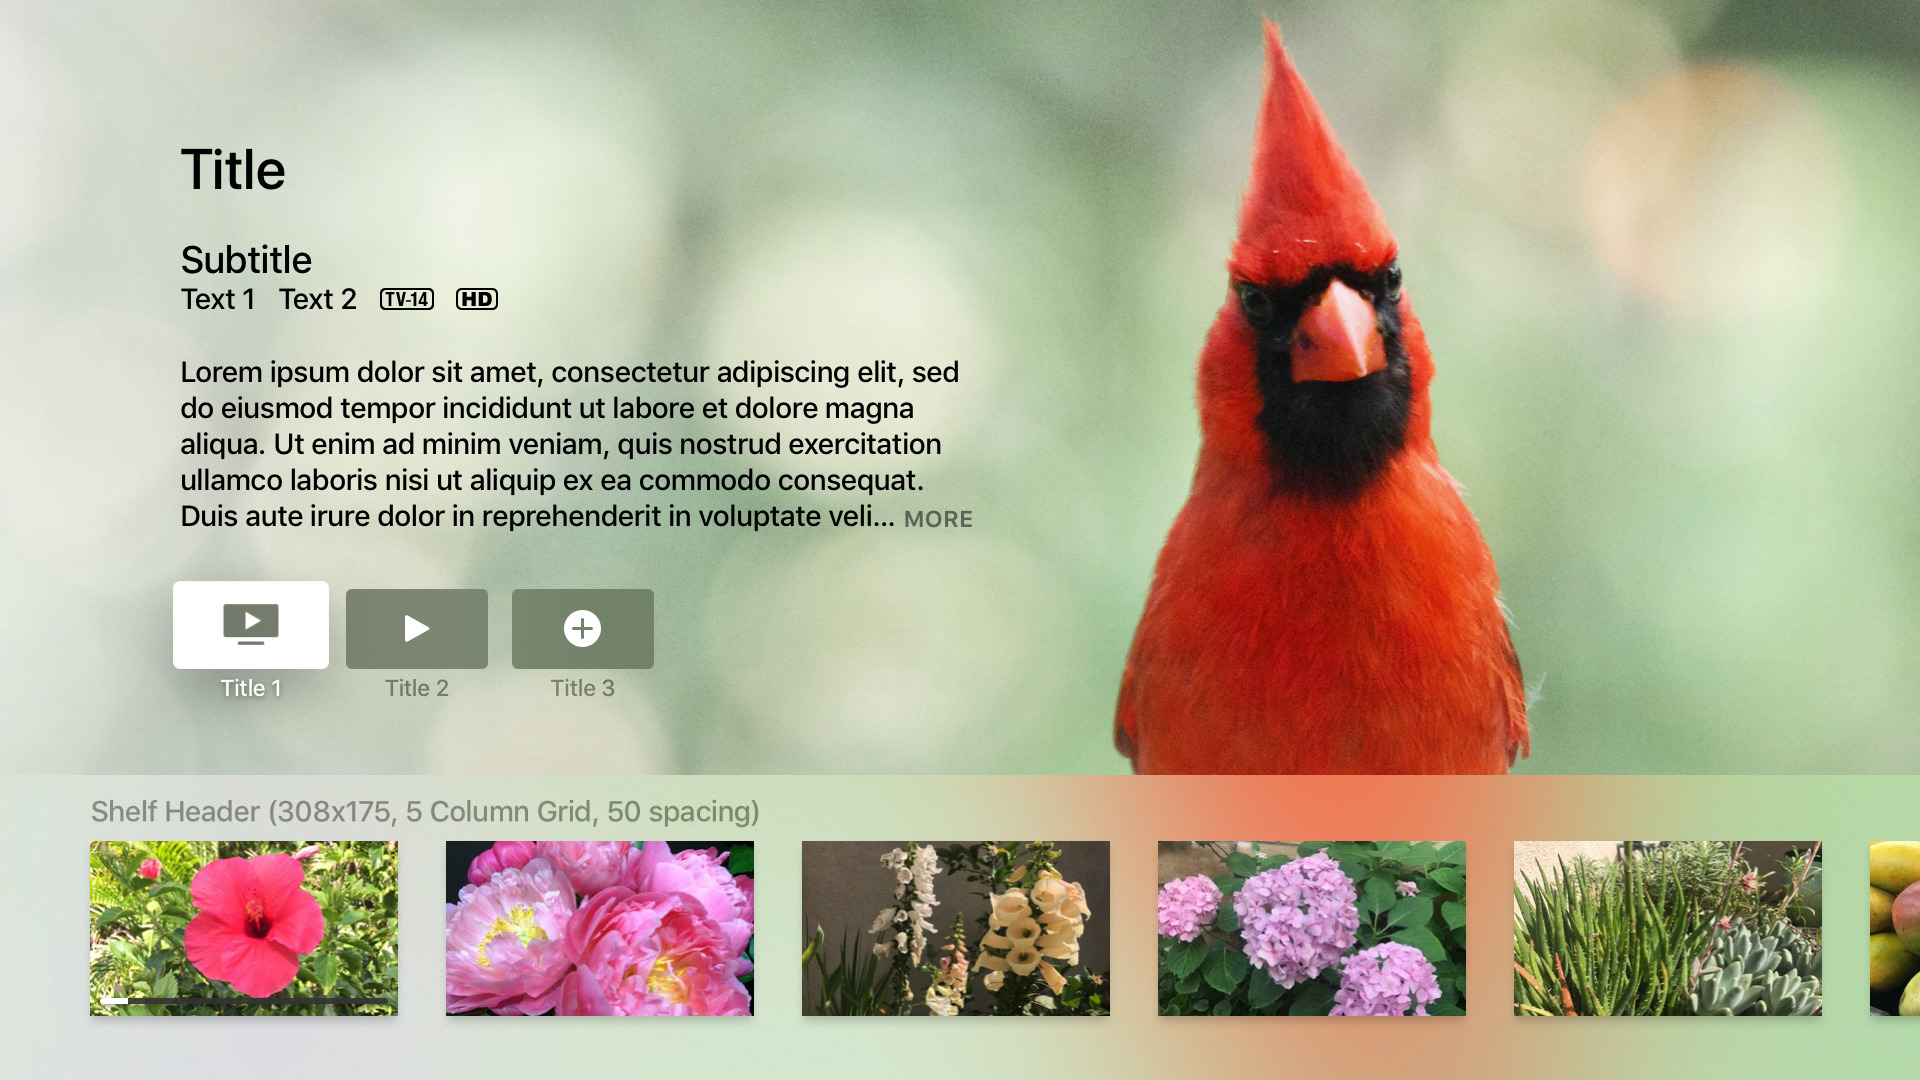 Title
Subtitle
Text 1 Text 2 TV-14 HD
Lorem ipsum dolor sit amet, consectetur adipiscing elit, sed
do eiusmod tempor incididunt ut labore et dolore magna
aliqua. Ut enim ad minim veniam, quis nostrud exercitation
ullamco laboris nisi ut aliquip ex ea commodo consequat.
Duis aute irure dolor in reprehenderit in voluptate veli... MORE
Title 1 Title 2 Title 3
Shelf Header (308x175, 5 Column Grid, 50 spacing)